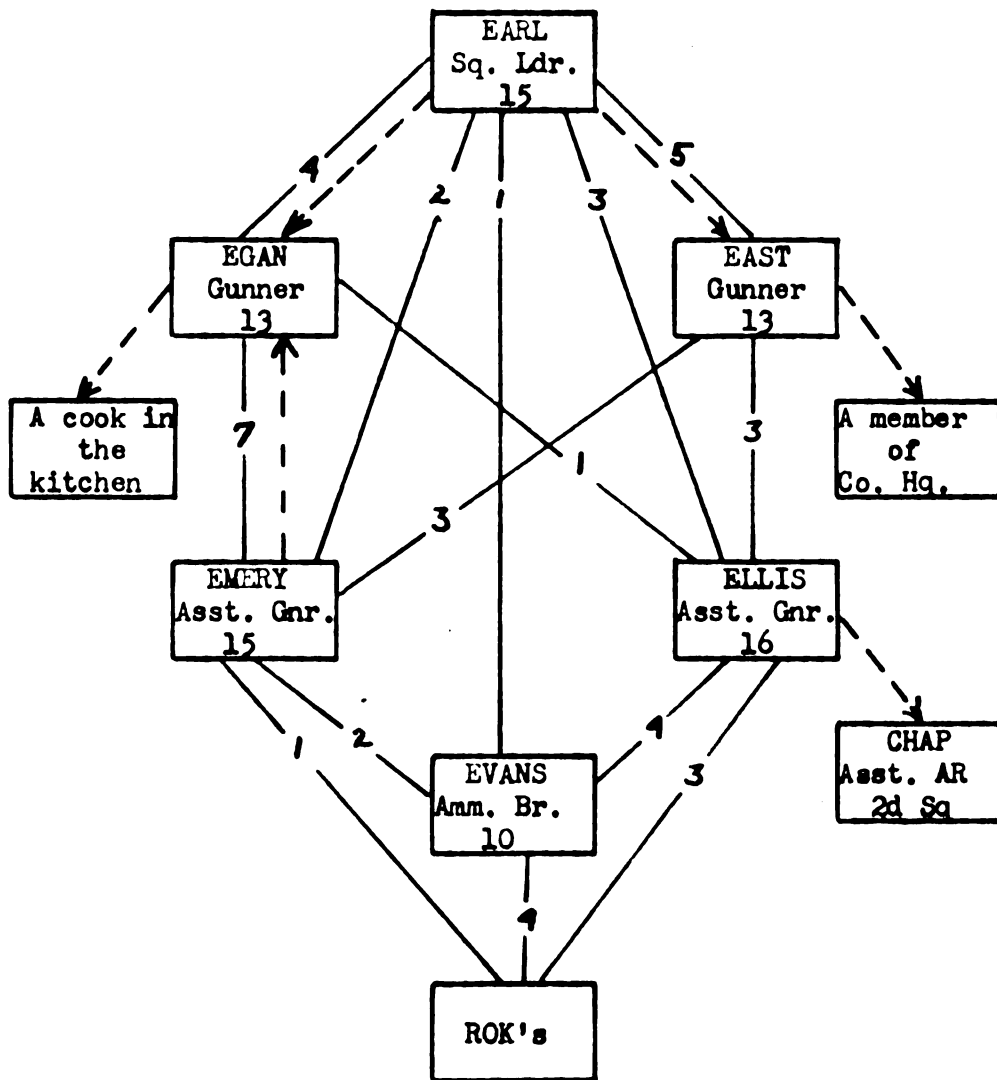 EARL
Sq. Ldr.
15
4
2
1
3
5
EGAN
Gunner
13
EAST
Gunner
13
A cook in
the
kitchen
7
1
3
3
A member
of
Co. Hq.
EMERY
Asst. Gnr.
15
ELLIS
Asst. Gnr.
16
1
2
4
3
EVANS
Amm. Br.
10
CHAP
Asst. AR
2d Sq
4
ROK's